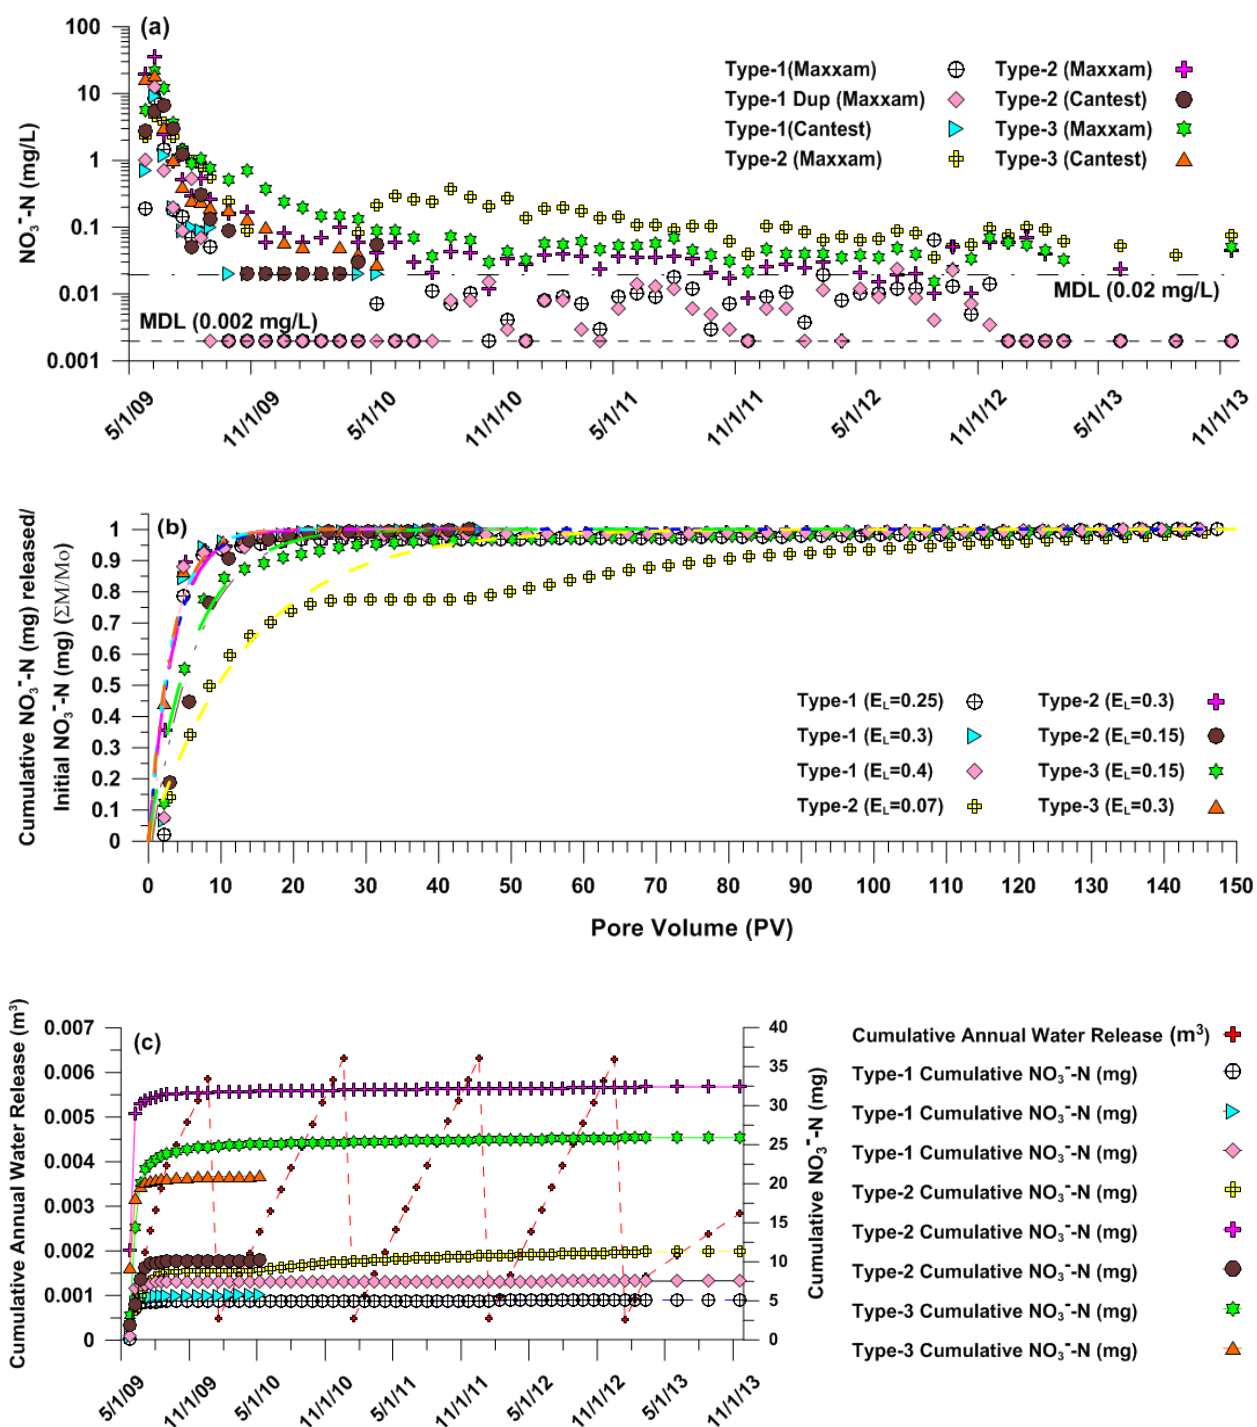 (a)
NO₃⁻-N (mg/L)
100
10
1
0.1
0.01
0.001
Type-1(Maxxam)
Type-1 Dup (Maxxam)
Type-1(Cantest)
Type-2 (Maxxam)
Type-2 (Maxxam)
Type-2 (Cantest)
Type-3 (Maxxam)
Type-3 (Cantest)
MDL (0.002 mg/L)
MDL (0.02 mg/L)
5/1/09
11/1/09
5/1/10
11/1/10
5/1/11
11/1/11
5/1/12
11/1/12
5/1/13
11/1/13
(b)
Cumulative NO₃⁻-N (mg) released/
Initial NO₃⁻-N (mg) (ΣM/Mo)
1
0.9
0.8
0.7
0.6
0.5
0.4
0.3
0.2
0.1
0
Type-1 (E_L=0.25)
Type-1 (E_L=0.3)
Type-1 (E_L=0.4)
Type-2 (E_L=0.07)
Type-2 (E_L=0.3)
Type-2 (E_L=0.15)
Type-3 (E_L=0.15)
Type-3 (E_L=0.3)
0 10 20 30 40 50 60 70 80 90 100 110 120 130 140 150
Pore Volume (PV)
(c)
Cumulative Annual Water Release (m³)
0.007
0.006
0.005
0.004
0.003
0.002
0.001
0
40
35
30
25
20
15
10
5
0
Cumulative NO₃⁻-N (mg)
Cumulative Annual Water Release (m³)
Type-1 Cumulative NO₃⁻-N (mg)
Type-1 Cumulative NO₃⁻-N (mg)
Type-1 Cumulative NO₃⁻-N (mg)
Type-2 Cumulative NO₃⁻-N (mg)
Type-2 Cumulative NO₃⁻-N (mg)
Type-2 Cumulative NO₃⁻-N (mg)
Type-3 Cumulative NO₃⁻-N (mg)
Type-3 Cumulative NO₃⁻-N (mg)
5/1/09
11/1/09
5/1/10
11/1/10
5/1/11
11/1/11
5/1/12
11/1/12
5/1/13
11/1/13